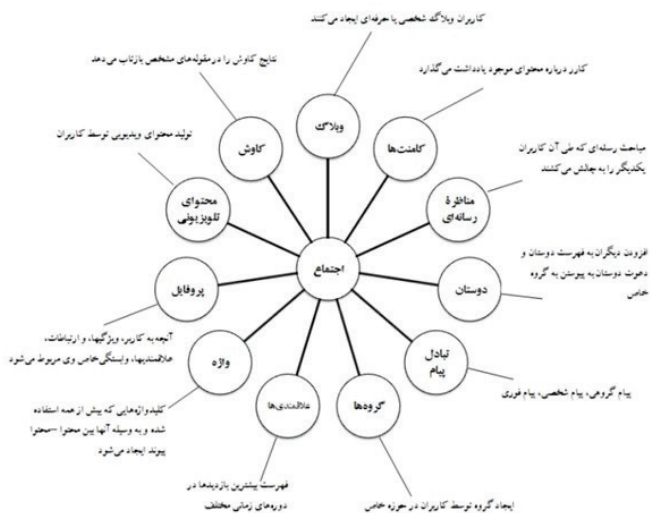 کاربران وبلاگ شخصی یا حرفه‌ای ایجاد می‌کنند
وبلاگ
کارر درباره محتوای موجود یادداشت می‌گذارد
کامنت‌ها
مباحث رسانه‌ای که طی آن کاربران
یکدیگر را به چالش می‌کشند
مناظرۀ
رسانه‌ای
افزودن دیگران به فهرست دوستان و
دعوت دوستان به پیوستن به گروه
خاص
دوستان
پیام گروهی، پیام شخصی، پیام فوری
تبادل
پیام
ایجاد گروه توسط کاربران در حوزه خاص
گروه‌ها
فهرست بیشترین بازدیدها در
دوره‌های زمانی مختلف
علاقمندی‌ها
کلیدواژه‌هایی که بیش از همه استفاده
شده و به وسیله آنها بین محتوا –محتوا
پیوند ایجاد می‌شود
واژه
آنچه به کاربر، ویژگیها، و ارتباطات،
علاقمندیها، وابستگی خاص وی مربوط می‌شود
پروفایل
تولید محتوای ویدیویی توسط کاربران
محتوای
تلویزیونی
نتایج کاوش را در مقوله‌های مشخص بازتاب می‌دهد
کاوش
اجتماع